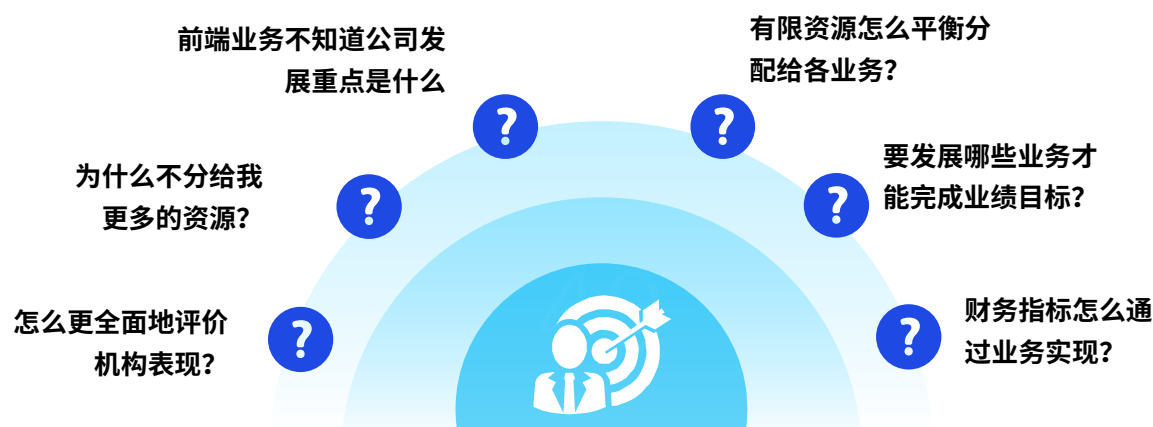 前端业务不知道公司发
展重点是什么
有限资源怎么平衡分
配给各业务?
为什么不分给我
更多的资源?
要发展哪些业务才
能完成业绩目标?
怎么更全面地评价
机构表现?
财务指标怎么通
过业务实现?